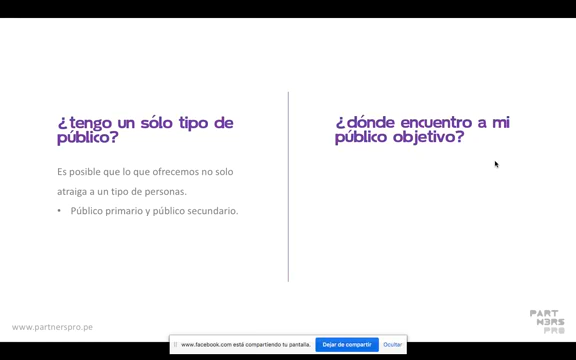 ¿tengo un sólo tipo de
público?
Es posible que lo que ofrecemos no solo
atraiga a un tipo de personas.
• Público primario y público secundario.
¿dónde encuentro a mi
público objetivo?
www.partnerspro.pe
PART
N3RS
PRO
www.facebook.com está compartiendo tu pantalla.
Dejar de compartir
Ocultar